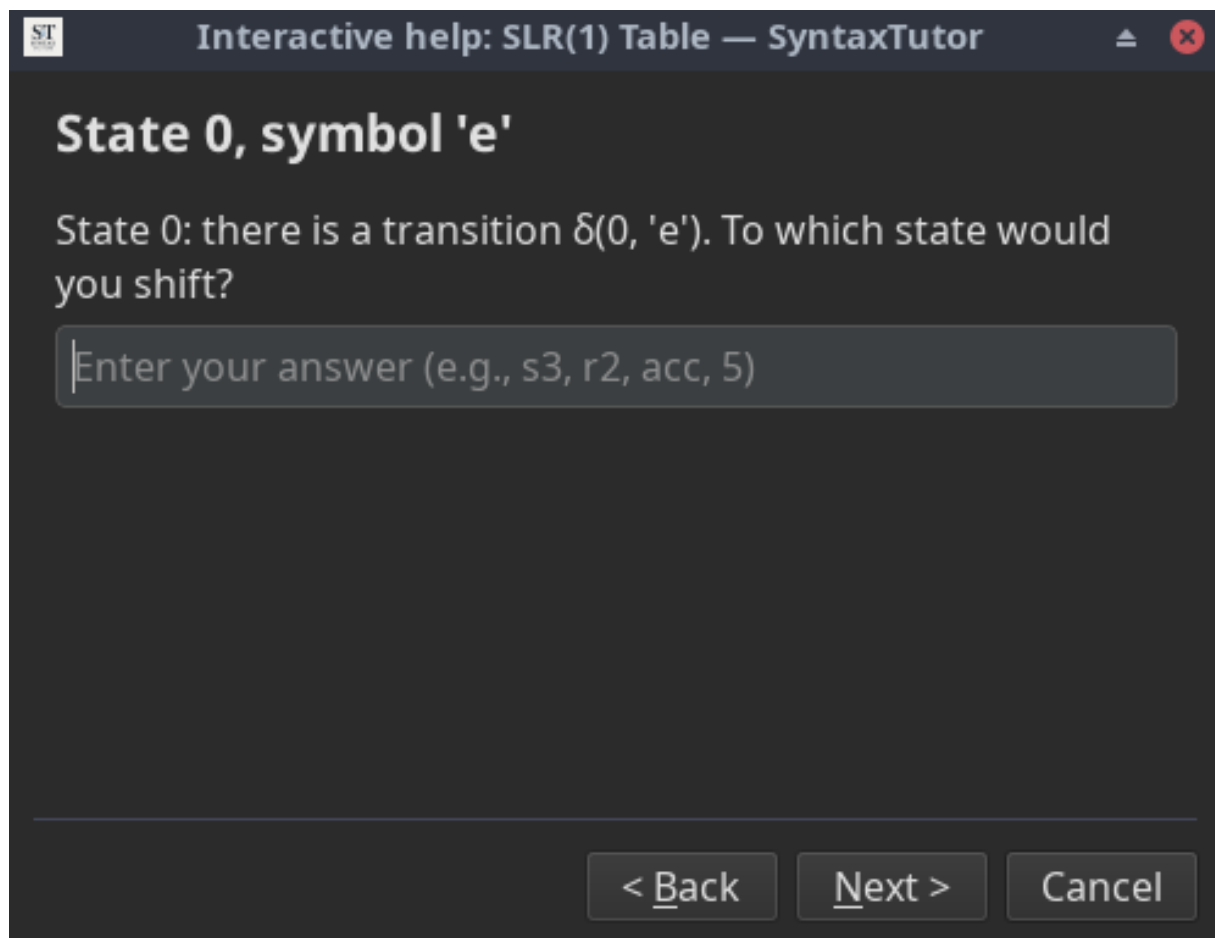 ST
Interactive help: SLR(1) Table — SyntaxTutor
State 0, symbol 'e'
State 0: there is a transition δ(0, 'e'). To which state would
you shift?
Enter your answer (e.g., s3, r2, acc, 5)
< Back
Next >
Cancel